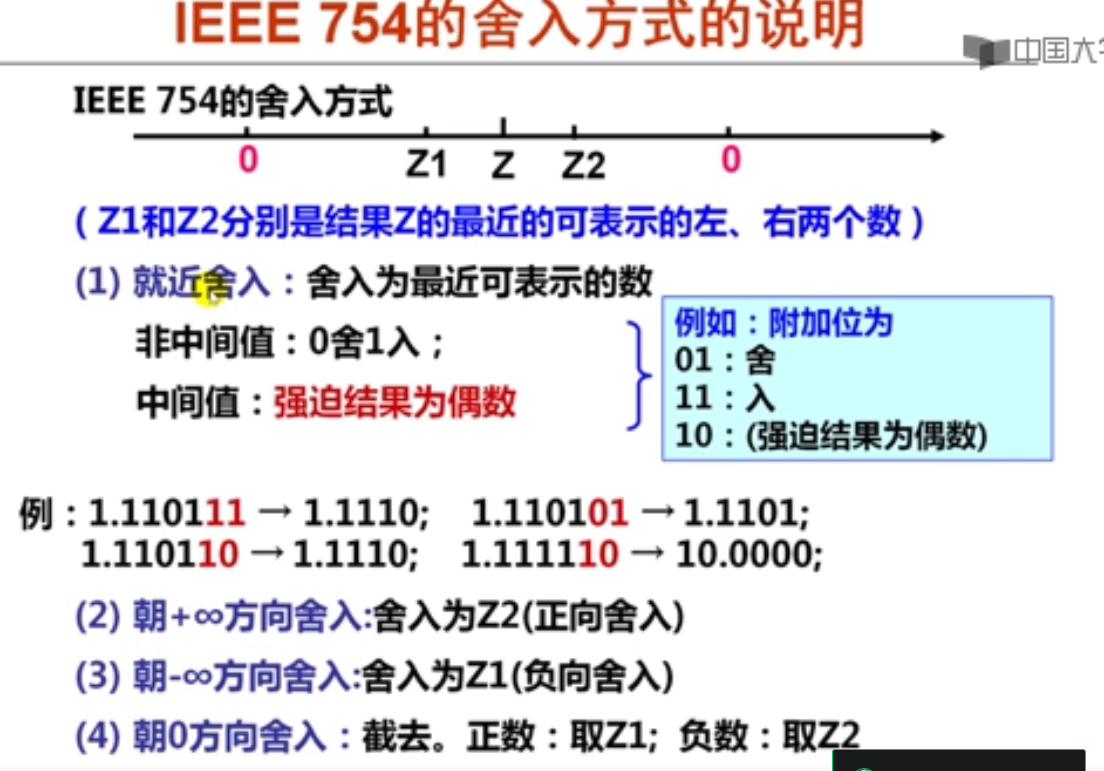 IEEE 754的舍入方式的说明
中国大
IEEE 754的舍入方式
0 Z1 Z Z2 0
(Z1和Z2分别是结果Z的最近的可表示的左、右两个数)
(1) 就近舍入：舍入为最近可表示的数
非中间值：0舍1入；
中间值：强迫结果为偶数
例如：附加位为
01：舍
11：入
10：(强迫结果为偶数)
例：1.110111 → 1.1110; 1.110101 → 1.1101;
1.110110 → 1.1110; 1.111110 → 10.0000;
(2) 朝+∞方向舍入:舍入为Z2(正向舍入)
(3) 朝-∞方向舍入:舍入为Z1(负向舍入)
(4) 朝0方向舍入：截去。正数：取Z1; 负数：取Z2